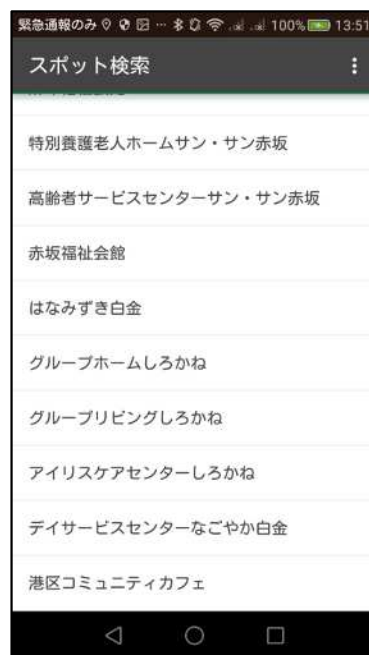 緊急通報のみ 100% 13:51
スポット検索
特別養護老人ホームサン・サン赤坂
高齢者サービスセンターサン・サン赤坂
赤坂福祉会館
はなみずき白金
グループホームしろかね
グループリビングしろかね
アイリスケアセンターしろかね
デイサービスセンターなごやか白金
港区コミュニティカフェ